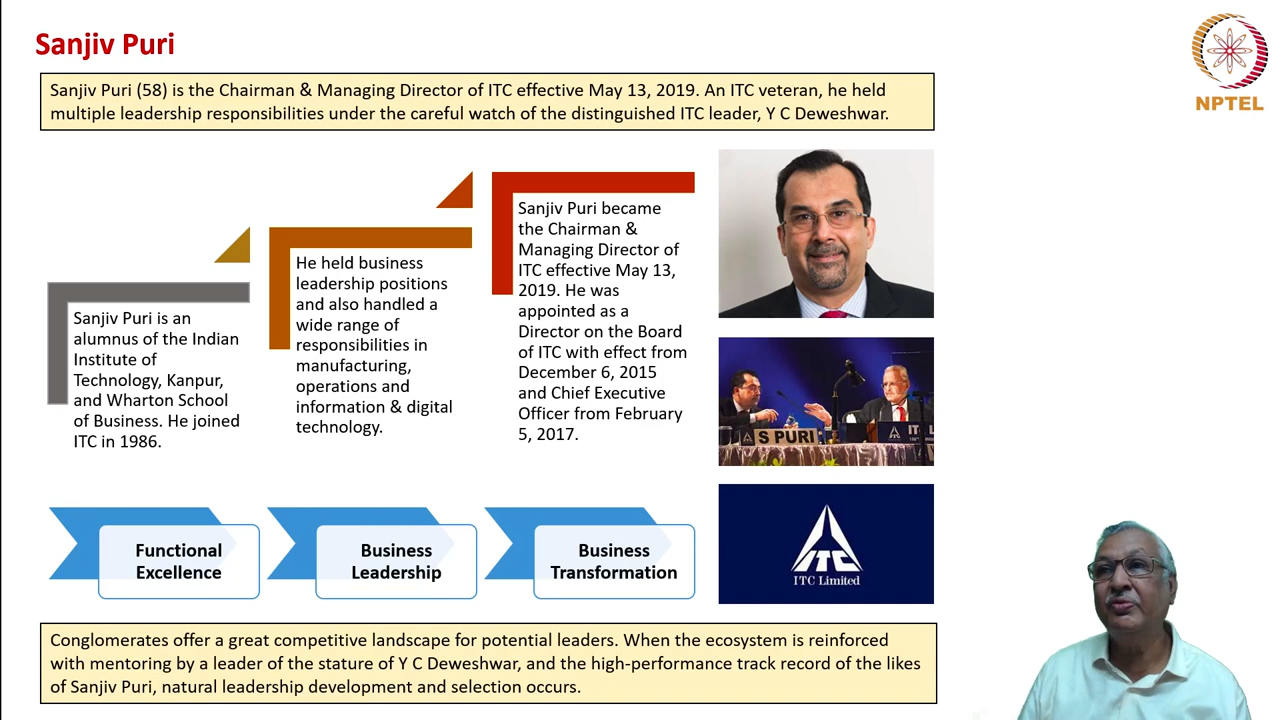 Sanjiv Puri
NPTEL
Sanjiv Puri (58) is the Chairman & Managing Director of ITC effective May 13, 2019. An ITC veteran, he held
multiple leadership responsibilities under the careful watch of the distinguished ITC leader, Y C Deweshwar.
Sanjiv Puri is an
alumnus of the Indian
Institute of
Technology, Kanpur,
and Wharton School
of Business. He joined
ITC in 1986.
He held business
leadership positions
and also handled a
wide range of
responsibilities in
manufacturing,
operations and
information & digital
technology.
Sanjiv Puri became
the Chairman &
Managing Director of
ITC effective May 13,
2019. He was
appointed as a
Director on the Board
of ITC with effect from
December 6, 2015
and Chief Executive
Officer from February
5, 2017.
S PURI
ITC
ITC Limited
Functional
Excellence
Business
Leadership
Business
Transformation
Conglomerates offer a great competitive landscape for potential leaders. When the ecosystem is reinforced
with mentoring by a leader of the stature of Y C Deweshwar, and the high-performance track record of the likes
of Sanjiv Puri, natural leadership development and selection occurs.